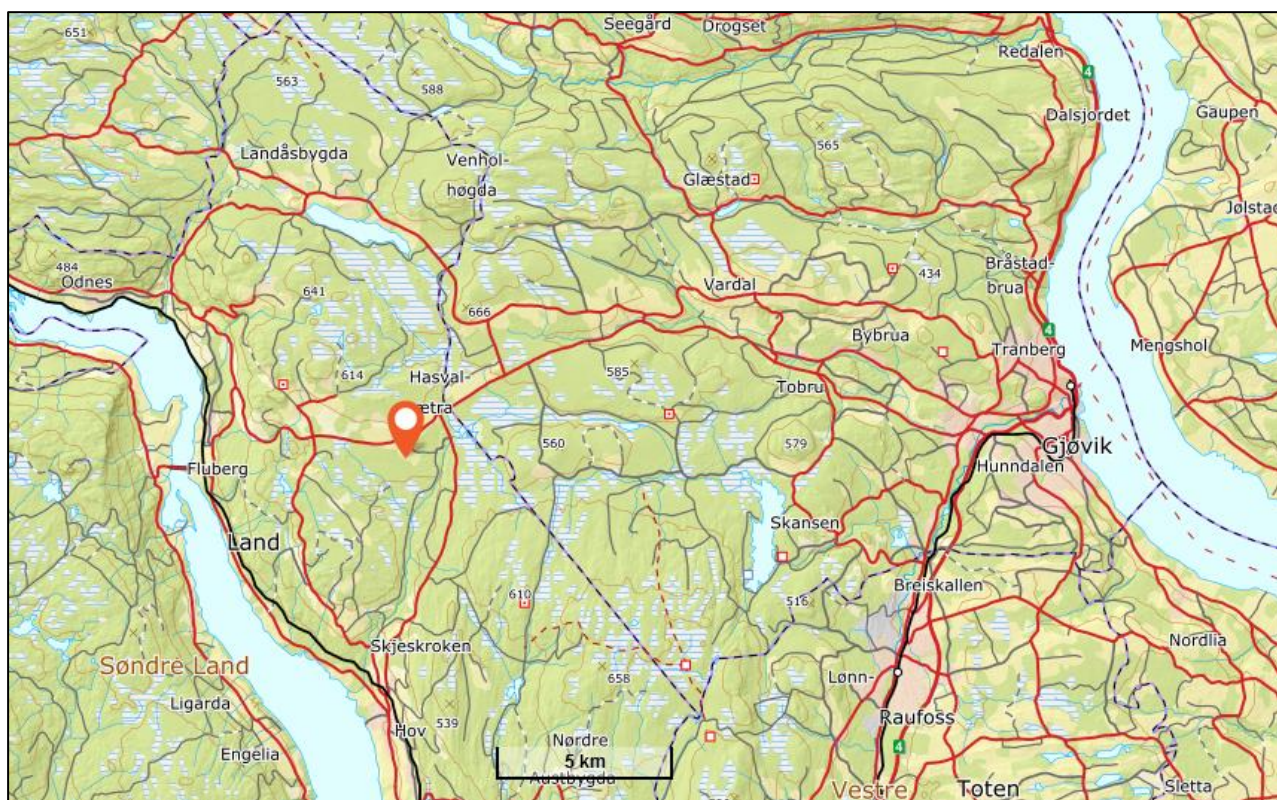 Seegård
Drogset
651
Redalen
4
563
588
Dalsjordet
Gaupen
Landåsbygda
Venhol-
høgda
565
Glæstad
Jølstad
484
Odnes
641
434
Bråstad-
brua
Vardal
666
4
Bybrua
Tranberg
Mengshol
614
Hasval-
585
Tobru
ætra
560
579
Gjøvik
Fluberg
Hunndalen
Land
Skansen
610
516
Breiskallen
Skjeskroken
Nordlia
Søndre Land
658
Lønn-
Ligarda
539
Hov
Raufoss
Engelia
Nørdre
4
5 km
Austbygda
Vestre
Toten
Sletta